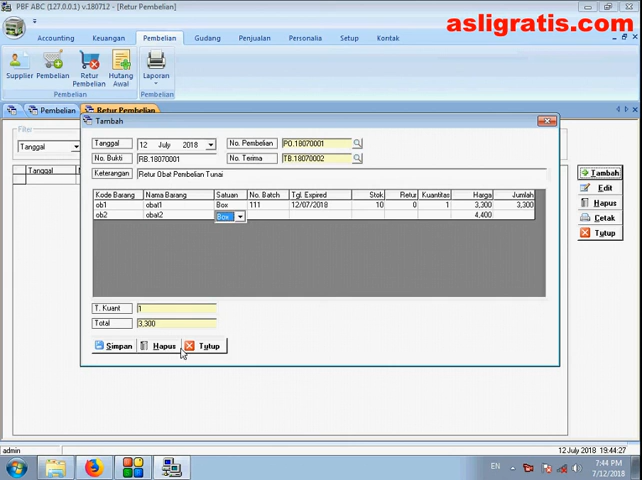 PBF ABC (127.0.0.1) v.180712 - [Retur Pembelian]
asligratis.com
Accounting Keuangan Pembelian Gudang Penjualan Personalia Setup Kontak
Supplier Pembelian Retur Pembelian Hutang Awal Laporan
Pembelian Pembelian
Pembelian Retur Pembelian
Filter
Tanggal
Tanggal
Tambah
Edit
Hapus
Cetak
Tutup
Tambah
Tanggal 12 July 2018 No. Pembelian PO.18070001
No. Bukti RB.18070001 No. Terima TB.18070002
Keterangan Retur Obat Pembelian Tunai
Kode Barang Nama Barang Satuan No. Batch Tgl. Expired Stok Retur Kuantitas Harga Jumlah
ob1 obat1 Box 111 12/07/2018 10 0 1 3,300 3,300
ob2 obat2 Box 4,400
T. Kuant 1
Total 3,300
Simpan Hapus Tutup
admin 12 July 2018 19:44:27
EN 7:44 PM
7/12/2018